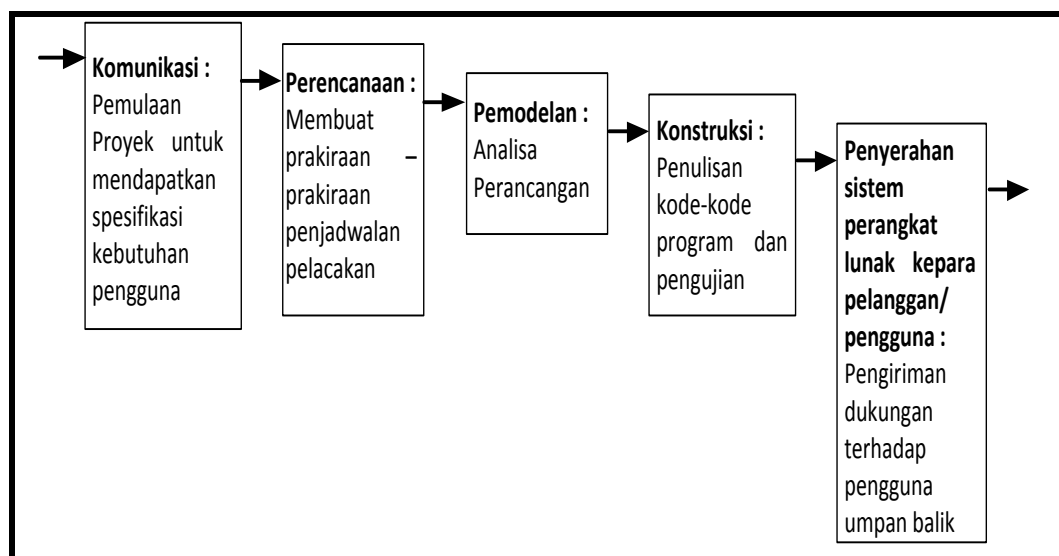 Komunikasi :
Pemulaan
Proyek untuk
mendapatkan
spesifikasi
kebutuhan
pengguna
Perencanaan :
Membuat
prakiraan –
prakiraan
penjadwalan
pelacakan
Pemodelan :
Analisa
Perancangan
Konstruksi :
Penulisan
kode-kode
program dan
pengujian
Penyerahan
sistem
perangkat
lunak kepara
pelanggan/
pengguna :
Pengiriman
dukungan
terhadap
pengguna
umpan balik